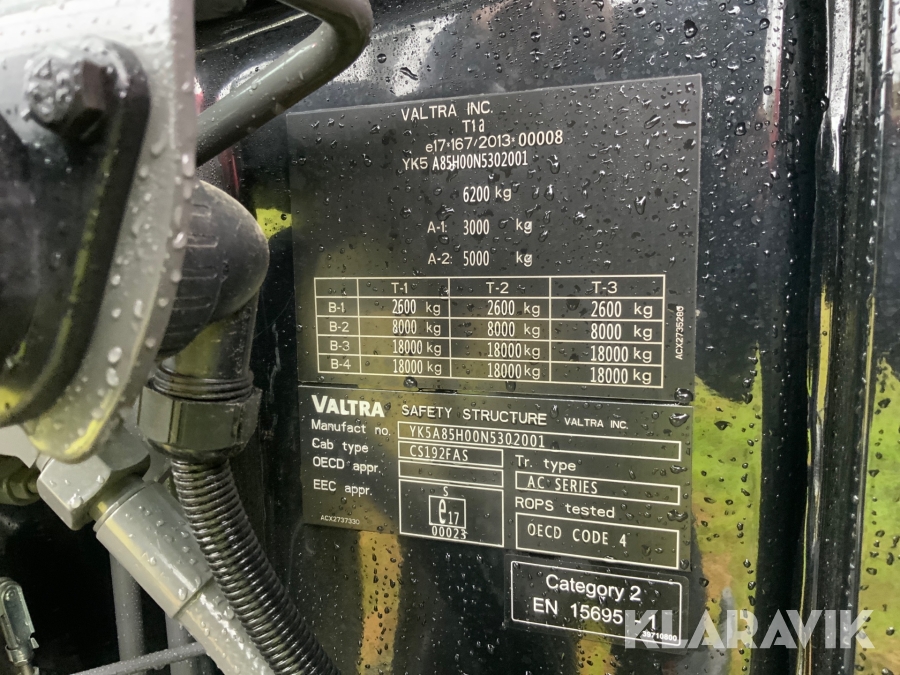 VALTRA INC.
T1a
e17*167/2013*00008
YK5 A85H00N5302001
6200 kg
A-1: 3000 kg
A-2: 5000 kg
T-1 T-2 T-3
B-1 2600 kg 2600 kg 2600 kg
B-2 8000 kg 8000 kg 8000 kg
B-3 18000 kg 18000 kg 18000 kg
B-4 18000 kg 18000 kg 18000 kg
ACX2735280
VALTRA SAFETY STRUCTURE VALTRA INC.
Manufact no. YK5A85H00N5302001
Cab type CS192FAS Tr. type
OECD appr. AC SERIES
EEC appr. S ROPS tested
e17
00023 OECD CODE 4
ACX2737330
Category 2
EN 15695-1
39710800
KLARAVIK